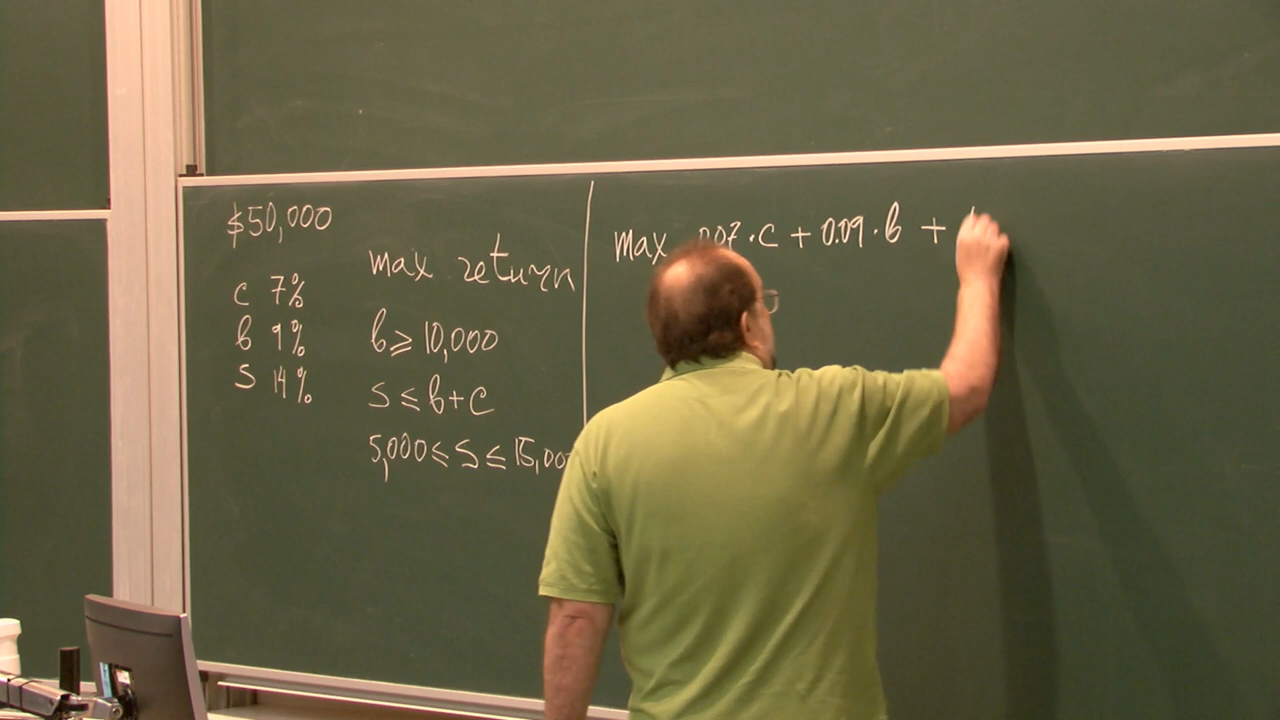 $50,000
c 7%
b 9%
s 14%
max return
b ≥ 10,000
s ≤ b+c
5,000 ≤ s ≤ 15,00
max 0.07 · c + 0.09 · b +